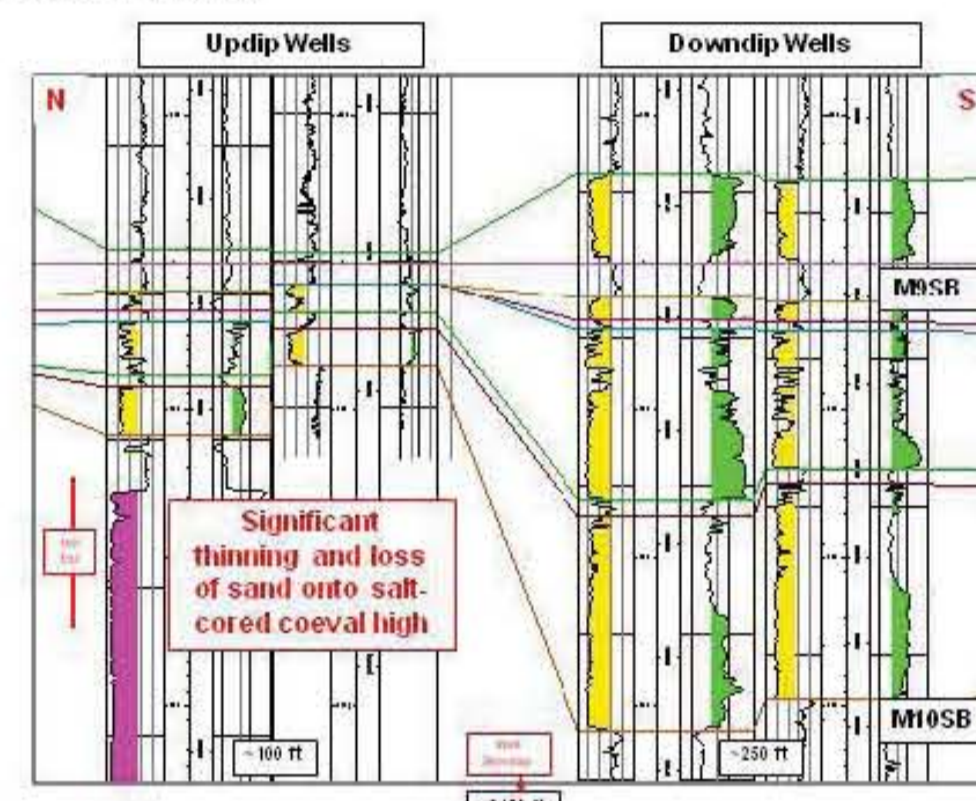 Updip Wells
Downdip Wells
N
S
M9SB
Significant
thinning and loss
of sand onto salt-
cored coeval high
M10SB
~100 ft
~250 ft